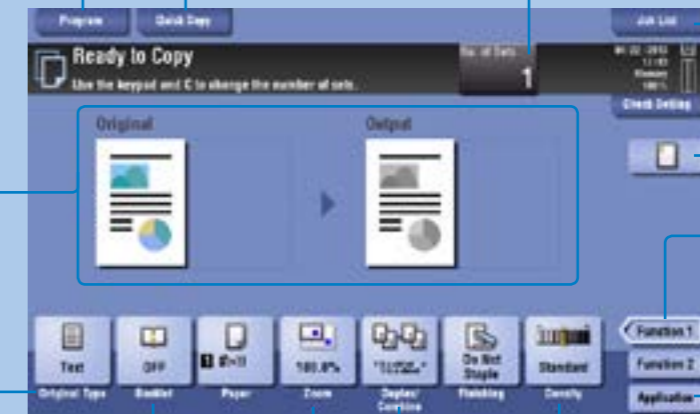 Program
Quick Copy
Job List
Ready to Copy
No. of Sets
1
Use the keypad and C to change the number of sets.
Memory
100%
Check Setting
Original
Output
Text
OFF
100.0%
Do Not
Staple
Standard
Original Type
Booklet
Paper
Zoom
Duplex/
Combine
Finishing
Density
Function 1
Function 2
Application